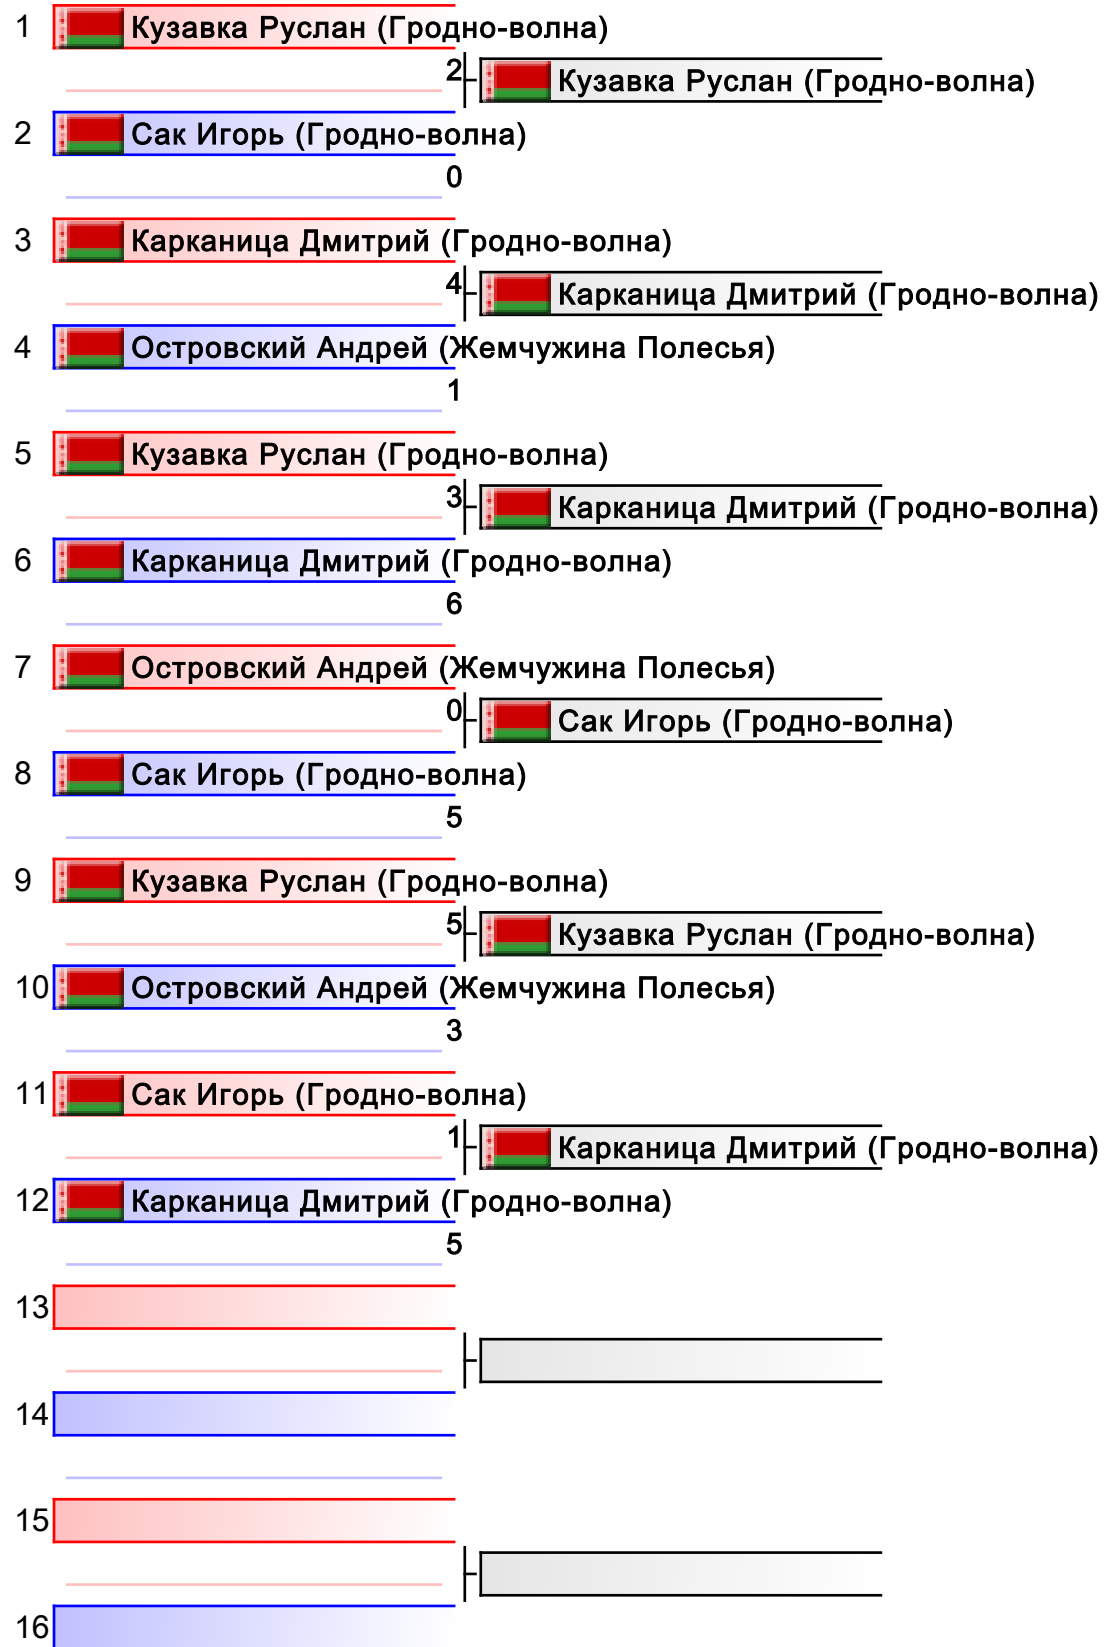 1 Кузавка Руслан (Гродно-волна)
2 Кузавка Руслан (Гродно-волна)
2 Сак Игорь (Гродно-волна)
0
3 Карканица Дмитрий (Гродно-волна)
4 Карканица Дмитрий (Гродно-волна)
4 Островский Андрей (Жемчужина Полесья)
1
5 Кузавка Руслан (Гродно-волна)
3 Карканица Дмитрий (Гродно-волна)
6 Карканица Дмитрий (Гродно-волна)
6
7 Островский Андрей (Жемчужина Полесья)
0 Сак Игорь (Гродно-волна)
8 Сак Игорь (Гродно-волна)
5
9 Кузавка Руслан (Гродно-волна)
5 Кузавка Руслан (Гродно-волна)
10 Островский Андрей (Жемчужина Полесья)
3
11 Сак Игорь (Гродно-волна)
1 Карканица Дмитрий (Гродно-волна)
12 Карканица Дмитрий (Гродно-волна)
5
13
14
15
16